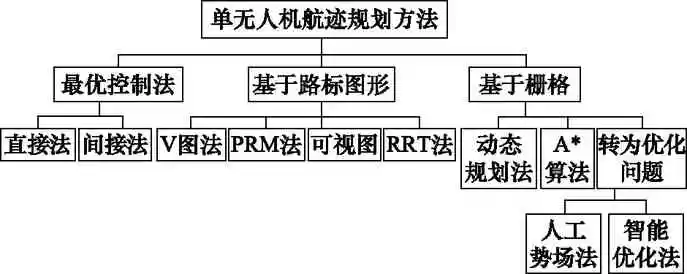 单无人机航迹规划方法
最优控制法
基于路标图形
基于栅格
直接法
间接法
V图法
PRM法
可视图
RRT法
动态
规划法
A*
算法
转为优化
问题
人工
势场法
智能
优化法